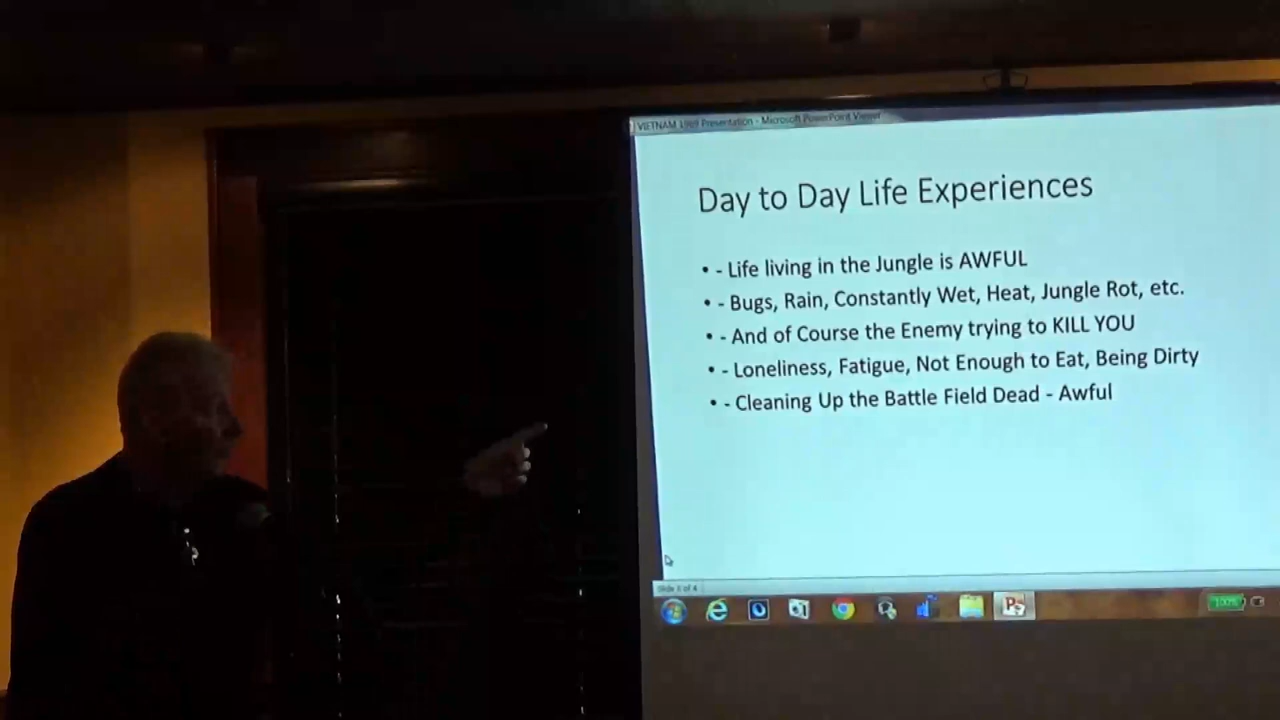 VIETNAM 1969 Presentation - Microsoft PowerPoint Viewer
Day to Day Life Experiences
• - Life living in the Jungle is AWFUL
• - Bugs, Rain, Constantly Wet, Heat, Jungle Rot, etc.
• - And of Course the Enemy trying to KILL YOU
• - Loneliness, Fatigue, Not Enough to Eat, Being Dirty
• - Cleaning Up the Battle Field Dead - Awful
Slide of 4
100%